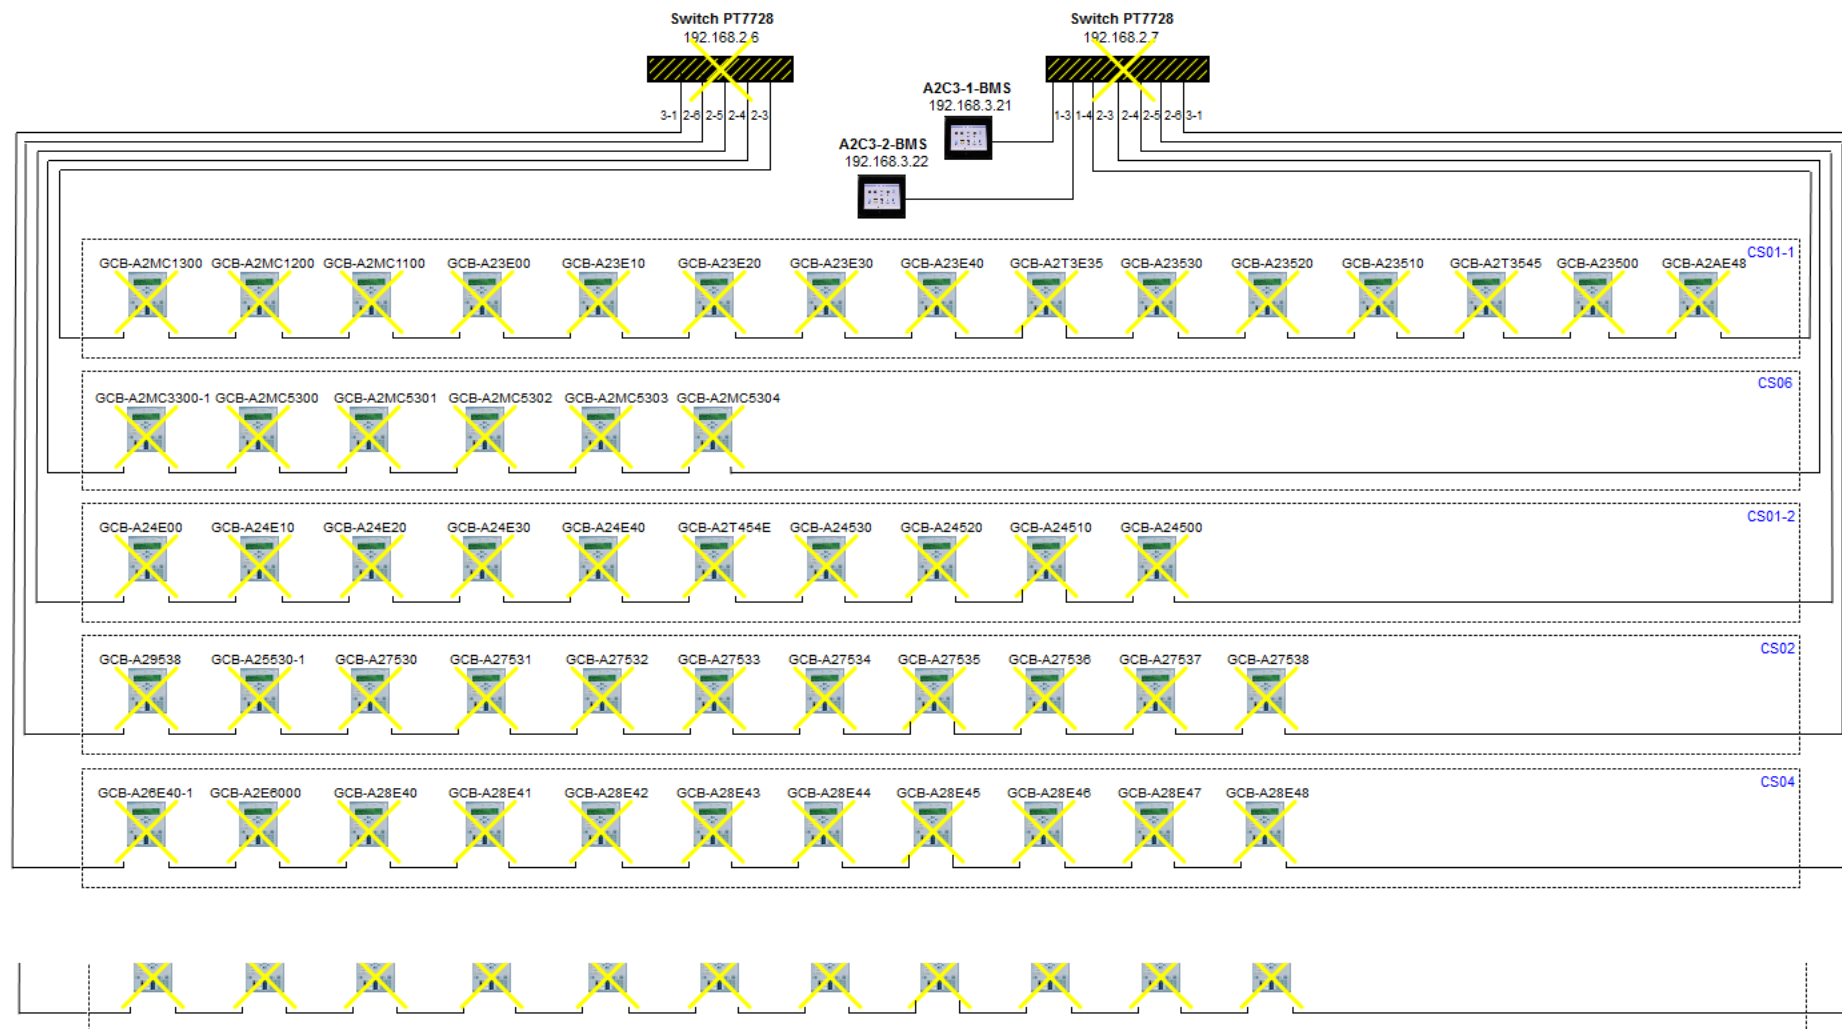 Switch PT7728
192.168.2.6
Switch PT7728
192.168.2.7
A2C3-1-BMS
192.168.3.21
A2C3-2-BMS
192.168.3.22
3-1 2-6 2-5 2-4 2-3
1-3 1-4 2-3 2-4 2-5 2-6 3-1
CS01-1
GCB-A2MC1300 GCB-A2MC1200 GCB-A2MC1100 GCB-A23E00 GCB-A23E10 GCB-A23E20 GCB-A23E30 GCB-A23E40 GCB-A2T3E35 GCB-A23530 GCB-A23520 GCB-A23510 GCB-A2T3545 GCB-A23500 GCB-A2AE48
CS06
GCB-A2MC3300-1 GCB-A2MC5300 GCB-A2MC5301 GCB-A2MC5302 GCB-A2MC5303 GCB-A2MC5304
CS01-2
GCB-A24E00 GCB-A24E10 GCB-A24E20 GCB-A24E30 GCB-A24E40 GCB-A2T454E GCB-A24530 GCB-A24520 GCB-A24510 GCB-A24500
CS02
GCB-A29538 GCB-A25530-1 GCB-A27530 GCB-A27531 GCB-A27532 GCB-A27533 GCB-A27534 GCB-A27535 GCB-A27536 GCB-A27537 GCB-A27538
CS04
GCB-A26E40-1 GCB-A2E6000 GCB-A28E40 GCB-A28E41 GCB-A28E42 GCB-A28E43 GCB-A28E44 GCB-A28E45 GCB-A28E46 GCB-A28E47 GCB-A28E48